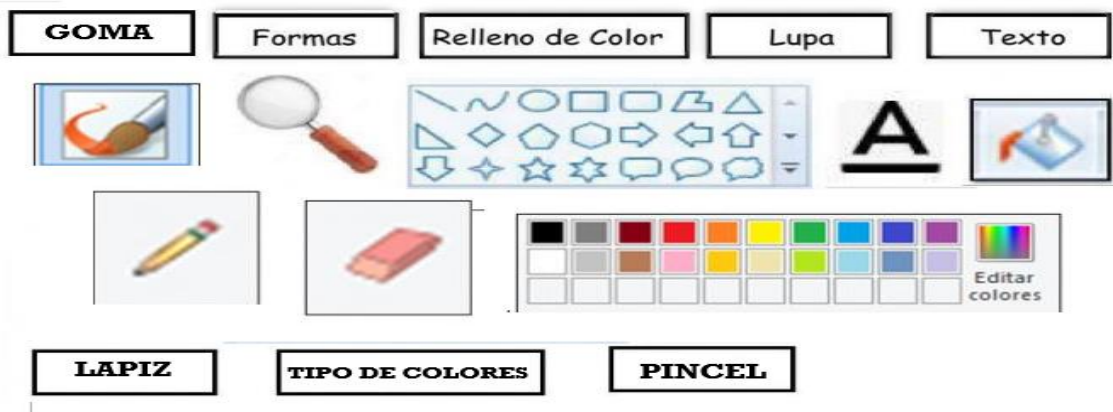 GOMA
Formas
Relleno de Color
Lupa
Texto
A
Editar
colores
LAPIZ
TIPO DE COLORES
PINCEL